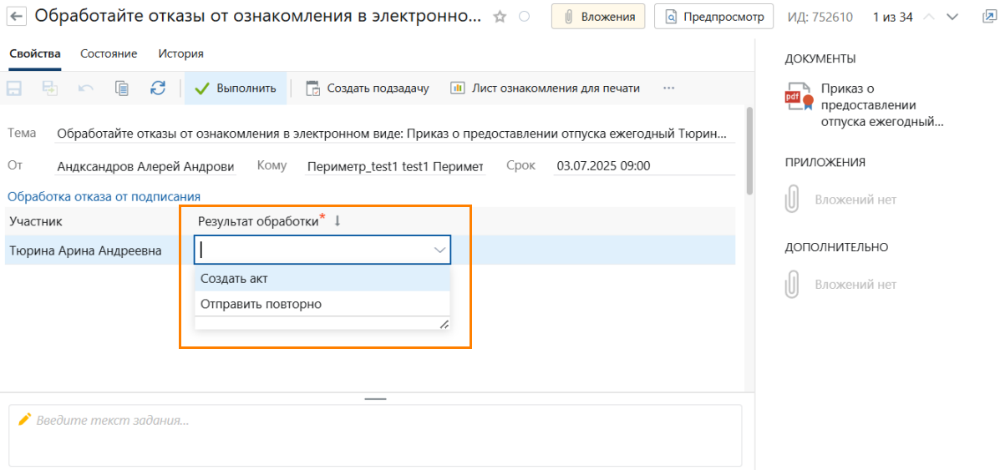 Обработайте отказы от ознакомления в электронно...
Вложения
Предпросмотр
ИД: 752610
1 из 34
Свойства
Состояние
История
Выполнить
Создать подзадачу
Лист ознакомления для печати
...
Тема
Обработайте отказы от ознакомления в электронном виде: Приказ о предоставлении отпуска ежегодный Тюрин...
От
Андксандров Алерей Андрови
Кому
Периметр_test1 test1 Перимет
Срок
03.07.2025 09:00
Обработка отказа от подписания
Участник
Результат обработки*
Тюрина Арина Андреевна
Создать акт
Отправить повторно
Введите текст задания...
ДОКУМЕНТЫ
pdf
Приказ о
предоставлении
отпуска ежегодный...
ПРИЛОЖЕНИЯ
Вложений нет
ДОПОЛНИТЕЛЬНО
Вложений нет